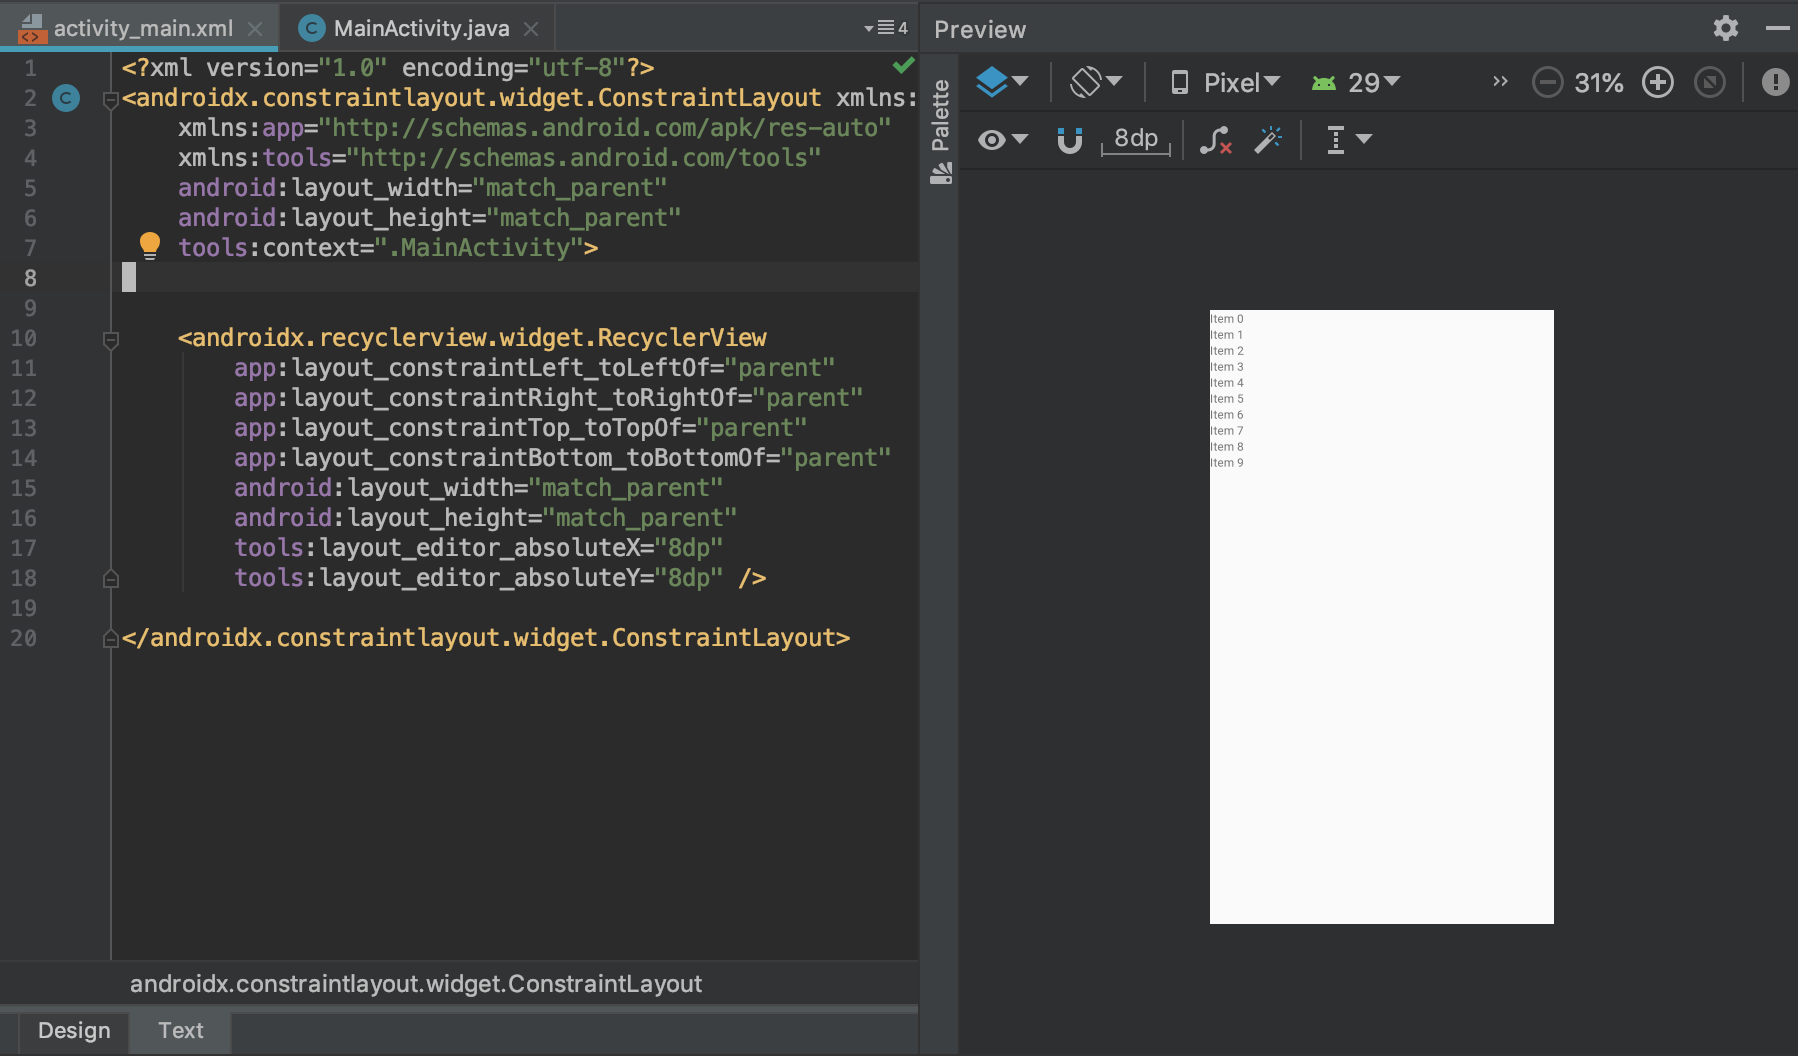 activity_main.xml
MainActivity.java
4
Preview
1 <?xml version="1.0" encoding="utf-8"?>
2 <androidx.constraintlayout.widget.ConstraintLayout xmlns:
3 xmlns:app="http://schemas.android.com/apk/res-auto"
4 xmlns:tools="http://schemas.android.com/tools"
5 android:layout_width="match_parent"
6 android:layout_height="match_parent"
7 tools:context=".MainActivity">
8
9
10 <androidx.recyclerview.widget.RecyclerView
11 app:layout_constraintLeft_toLeftOf="parent"
12 app:layout_constraintRight_toRightOf="parent"
13 app:layout_constraintTop_toTopOf="parent"
14 app:layout_constraintBottom_toBottomOf="parent"
15 android:layout_width="match_parent"
16 android:layout_height="match_parent"
17 tools:layout_editor_absoluteX="8dp"
18 tools:layout_editor_absoluteY="8dp" />
19
20 </androidx.constraintlayout.widget.ConstraintLayout>
C
C
androidx.constraintlayout.widget.ConstraintLayout
Design
Text
Palette
Pixel
29
»
31%
8dp
Item 0
Item 1
Item 2
Item 3
Item 4
Item 5
Item 6
Item 7
Item 8
Item 9